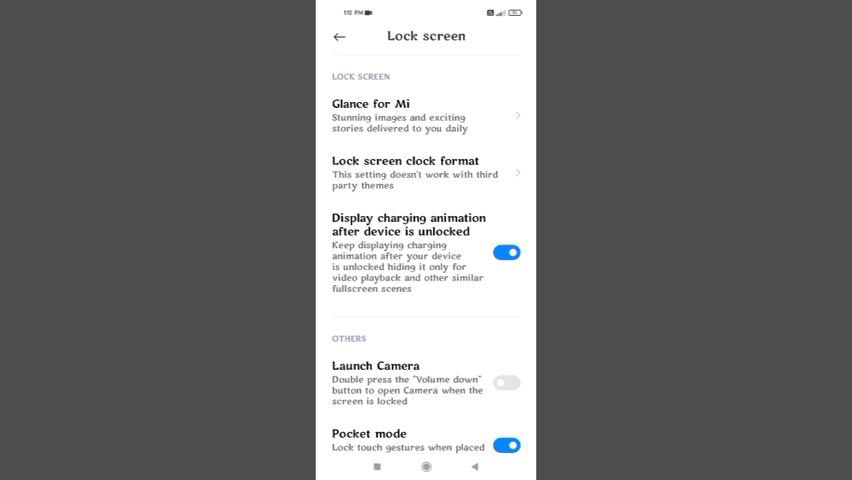 1:12 PM
Lock screen
LOCK SCREEN
Glance for Mi
Stunning images and exciting
stories delivered to you daily
Lock screen clock format
This setting doesn't work with third
party themes
Display charging animation
after device is unlocked
Keep displaying charging
animation after your device
is unlocked hiding it only for
video playback and other similar
fullscreen scenes
OTHERS
Launch Camera
Double press the "Volume down"
button to open Camera when the
screen is locked
Pocket mode
Lock touch gestures when placed